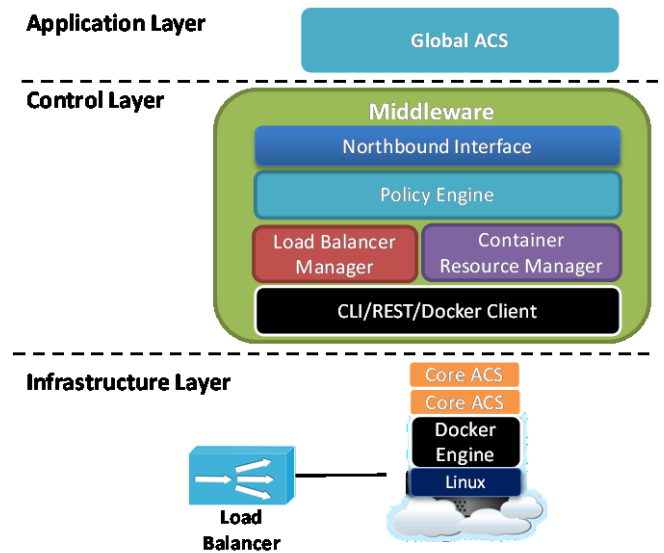 Application Layer
Global ACS
Control Layer
Middleware
Northbound Interface
Policy Engine
Load Balancer
Manager
Container
Resource Manager
CLI/REST/Docker Client
Infrastructure Layer
Core ACS
Core ACS
Docker
Engine
Linux
Load
Balancer